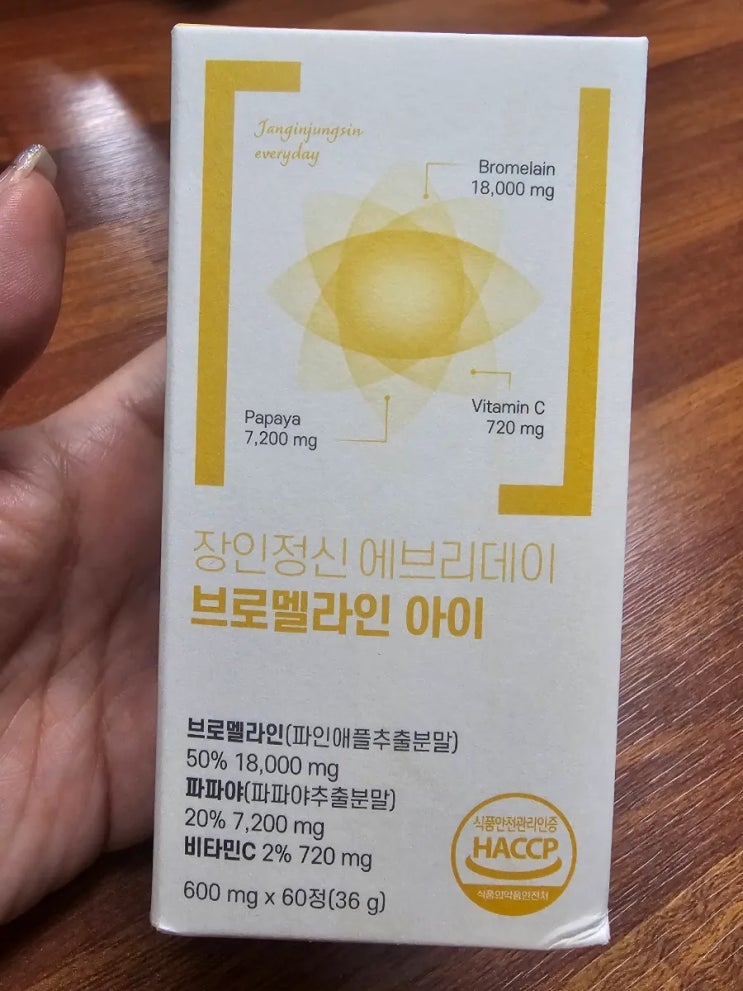 Janginjungsin
everyday
Bromelain
18,000 mg
Papaya
7,200 mg
Vitamin C
720 mg
장인정신 에브리데이
브로멜라인 아이
브로멜라인(파인애플추출분말)
50% 18,000 mg
파파야(파파야추출분말)
20% 7,200 mg
비타민C 2% 720 mg
600 mg x 60정(36 g)
식품안전관리인증
HACCP
식품의약품안전처